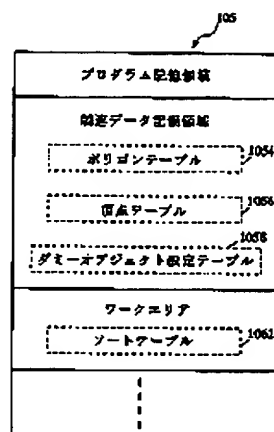 105
プログラム記憶領域
関連データ記憶領域
ポリゴンテーブル
1054
頂点テーブル
1056
1058
ダミーオブジェクト設定テーブル
ワークエリア
ソートテーブル
1062